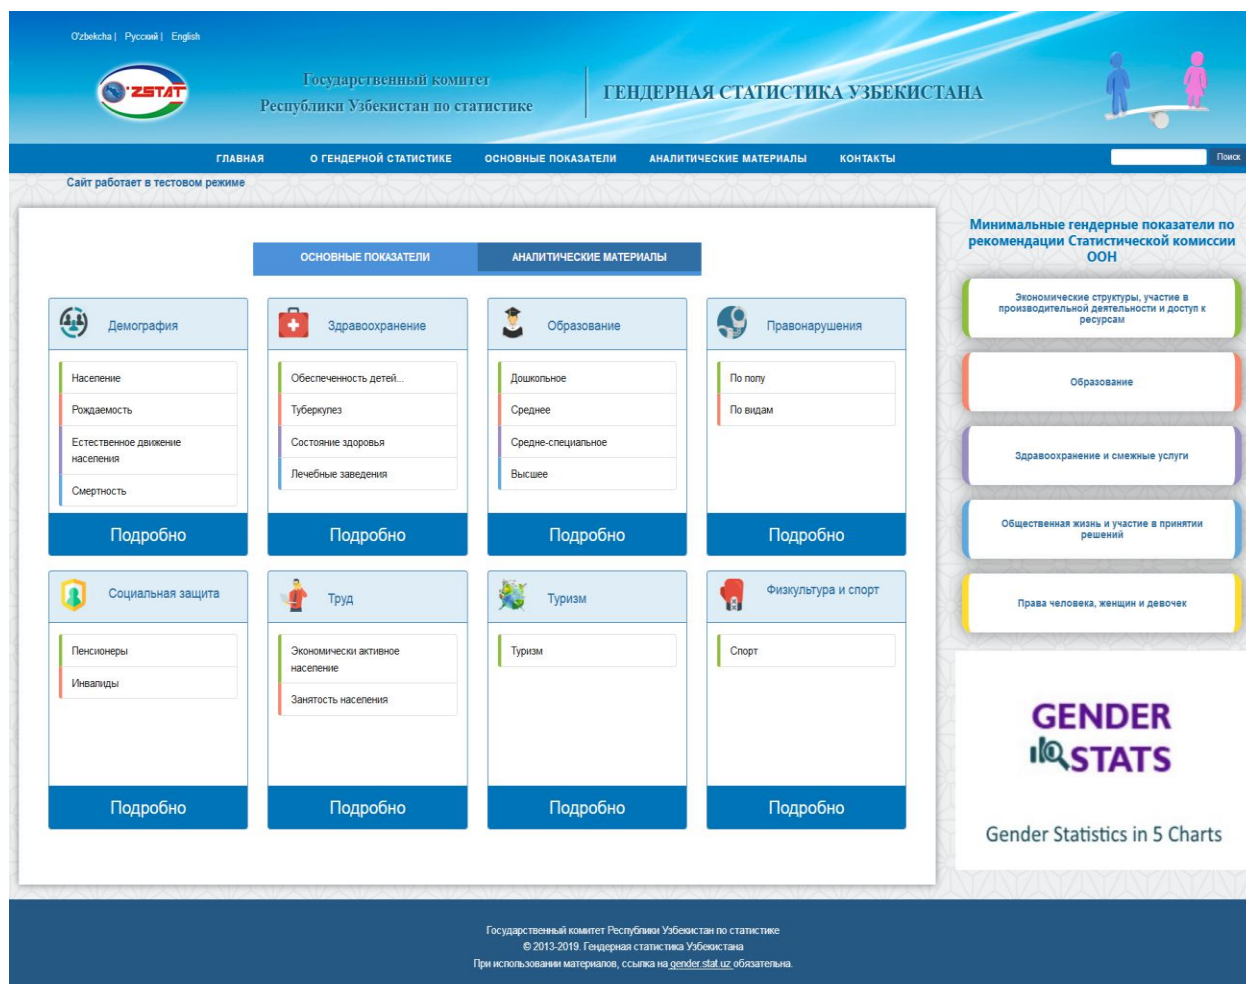 O'zbekcha | Русский | English
O'ZSTAT
Государственный комитет
Республики Узбекистан по статистике
ГЕНДЕРНАЯ СТАТИСТИКА УЗБЕКИСТАНА
ГЛАВНАЯ О ГЕНДЕРНОЙ СТАТИСТИКЕ ОСНОВНЫЕ ПОКАЗАТЕЛИ АНАЛИТИЧЕСКИЕ МАТЕРИАЛЫ КОНТАКТЫ Поиск
Сайт работает в тестовом режиме
ОСНОВНЫЕ ПОКАЗАТЕЛИ АНАЛИТИЧЕСКИЕ МАТЕРИАЛЫ
Демография
Население
Рождаемость
Естественное движение
населения
Смертность
Подробно
Здравоохранение
Обеспеченность детей...
Туберкулез
Состояние здоровья
Лечебные заведения
Подробно
Образование
Дошкольное
Среднее
Средне-специальное
Высшее
Подробно
Правонарушения
По полу
По видам
Подробно
Социальная защита
Пенсионеры
Инвалиды
Подробно
Труд
Экономически активное
население
Занятость населения
Подробно
Туризм
Туризм
Подробно
Физкультура и спорт
Спорт
Подробно
Минимальные гендерные показатели по
рекомендации Статистической комиссии
ООН
Экономические структуры, участие в
производительной деятельности и доступ к
ресурсам
Образование
Здравоохранение и смежные услуги
Общественная жизнь и участие в принятии
решений
Права человека, женщин и девочек
GENDER
STATS
Gender Statistics in 5 Charts
Государственный комитет Республики Узбекистан по статистике
© 2013-2019. Гендерная статистика Узбекистана
При использовании материалов, ссылка на gender.stat.uz обязательна.